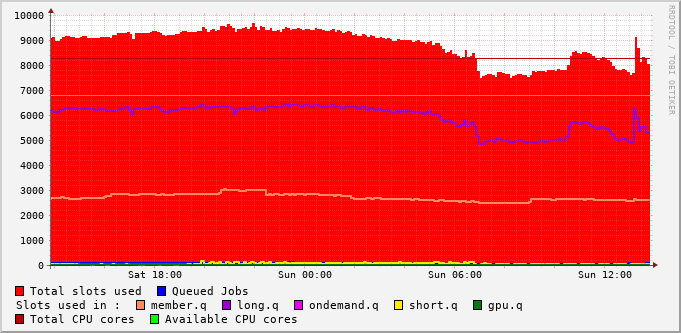 RRDTOOL / TOBI OETIKER
10000
9000
8000
7000
6000
5000
4000
3000
2000
1000
0
Sat 18:00 Sun 00:00 Sun 06:00 Sun 12:00
Total slots used Queued Jobs
Slots used in : member.q long.q ondemand.q short.q gpu.q
Total CPU cores Available CPU cores